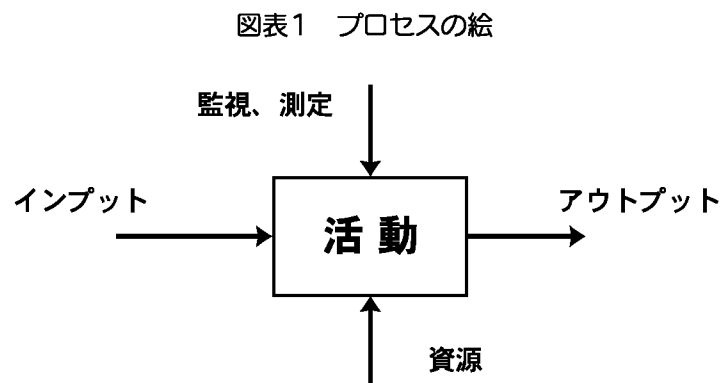 図表1　プロセスの絵
監視、測定
インプット
アウトプット
活動
資源